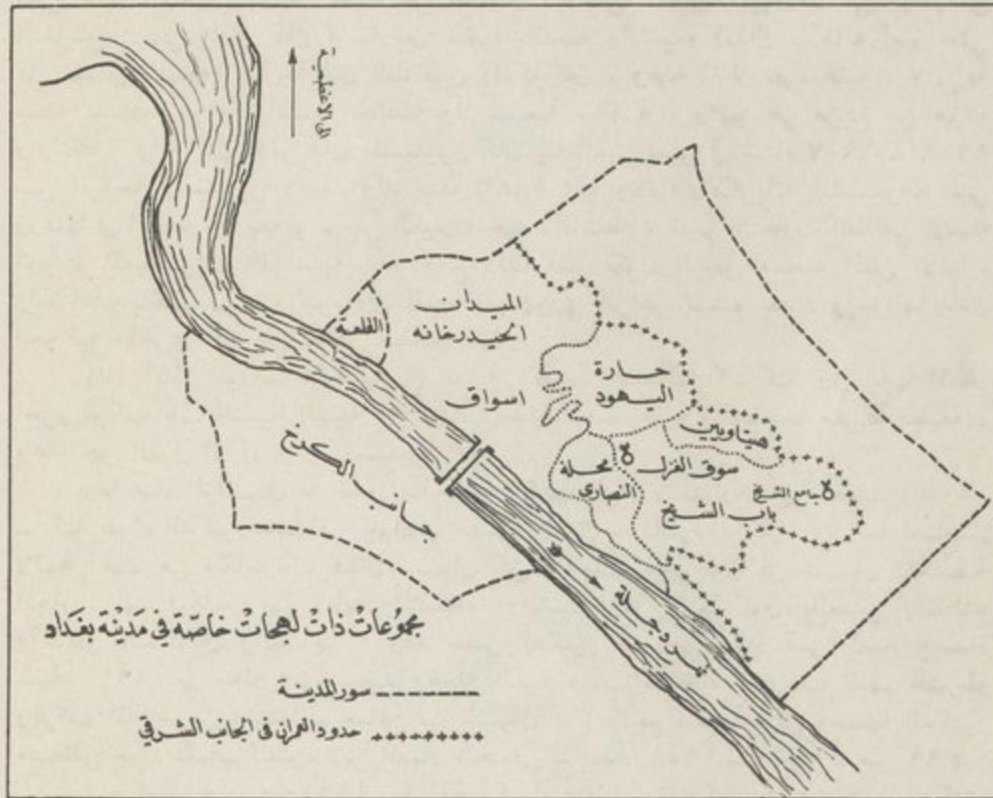 الى الاعظمية
الميدان
الحيدرخانه
القلعة
حارة
اليهود
اسواق
هيتاويين
سوق الغزل
محلة
النصارى
جامع الشيخ
باب الشيخ
جانب الكرخ
نهر دجلة
مجموعات ذات لهجات خاصة في مدينة بغداد
سور المدينة
حدود العمران في الجانب الشرقي